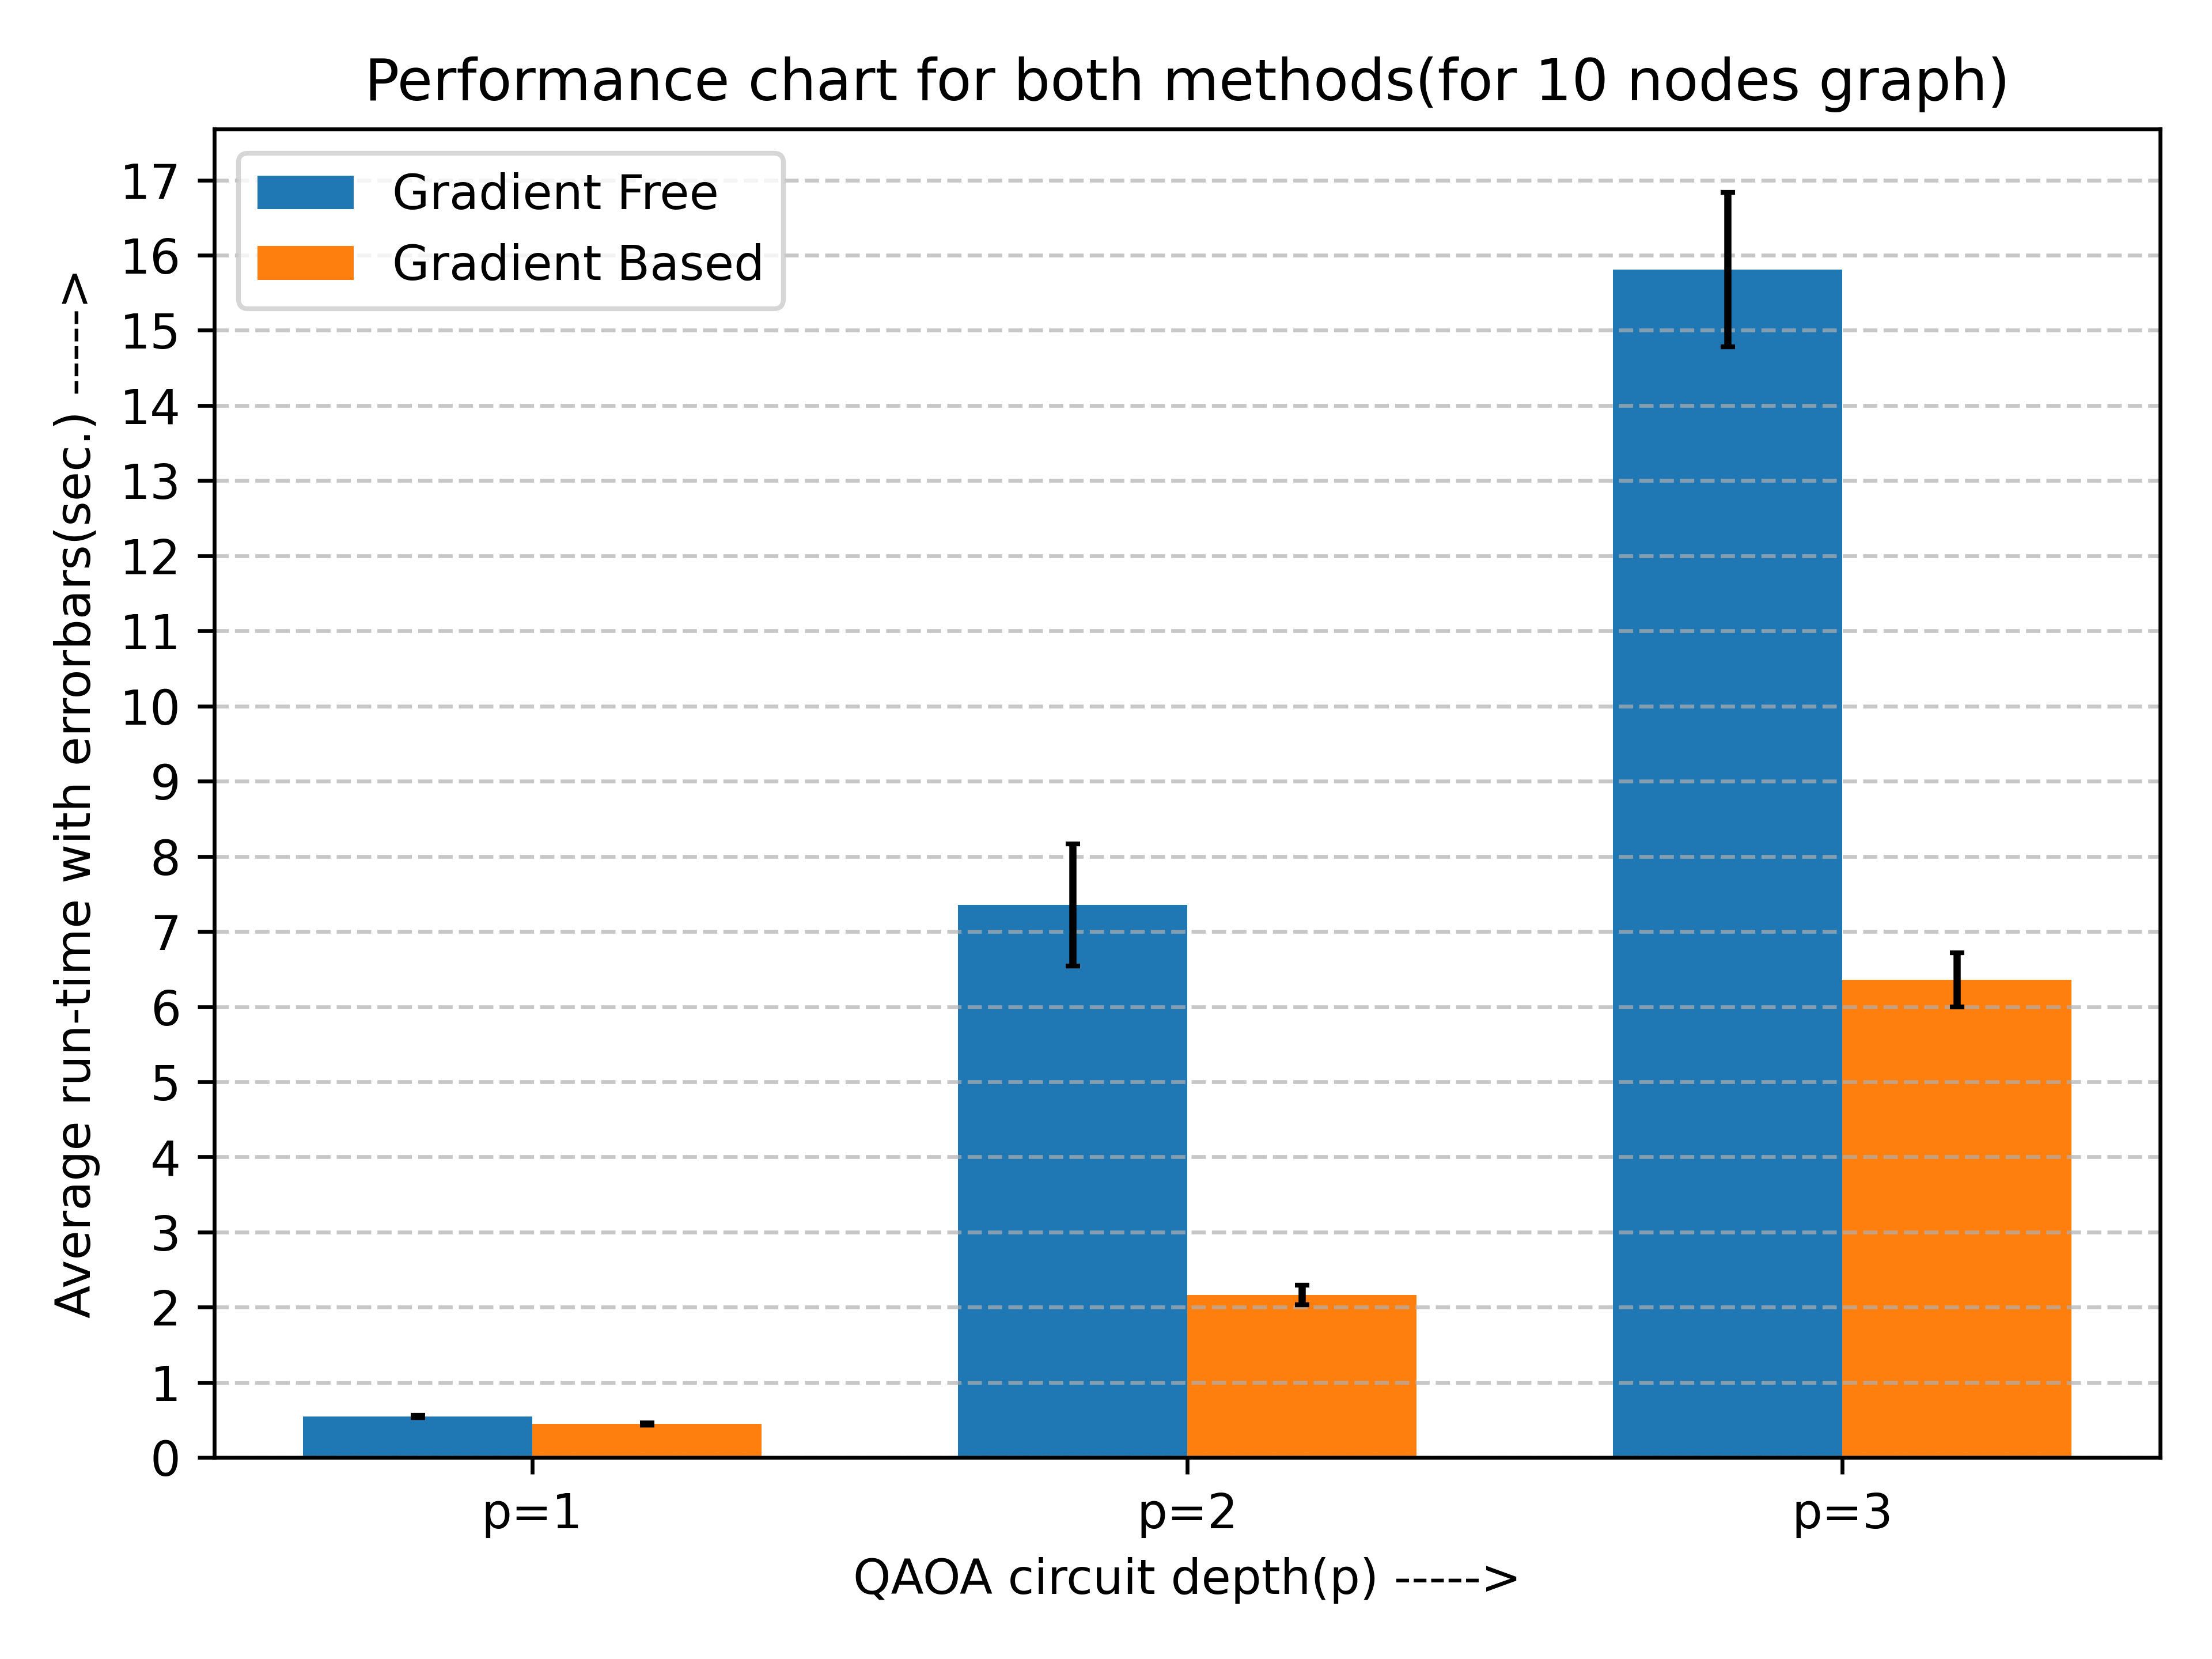 Performance chart for both methods(for 10 nodes graph)
Gradient Free
Gradient Based
Average run-time with errorbars(sec.) ----->
17
16
15
14
13
12
11
10
9
8
7
6
5
4
3
2
1
0
p=1
p=2
p=3
QAOA circuit depth(p) ----->